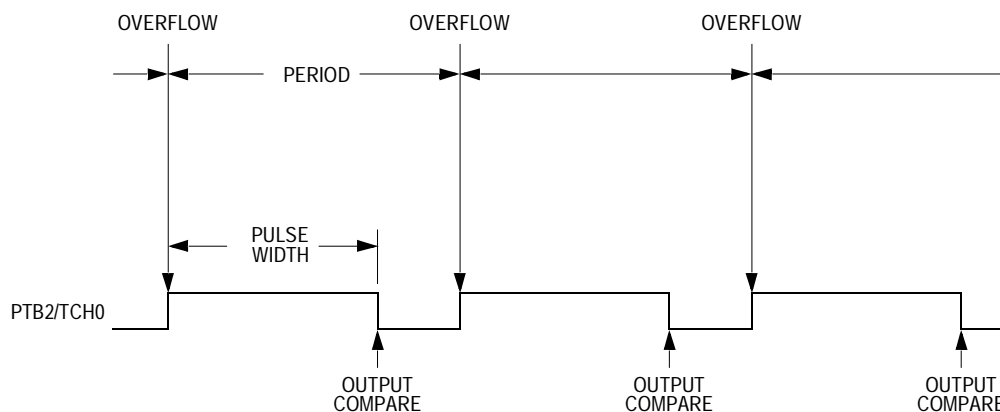 OVERFLOW
OVERFLOW
OVERFLOW
PERIOD
PULSE
WIDTH
PTB2/TCH0
OUTPUT
COMPARE
OUTPUT
COMPARE
OUTPUT
COMPARE